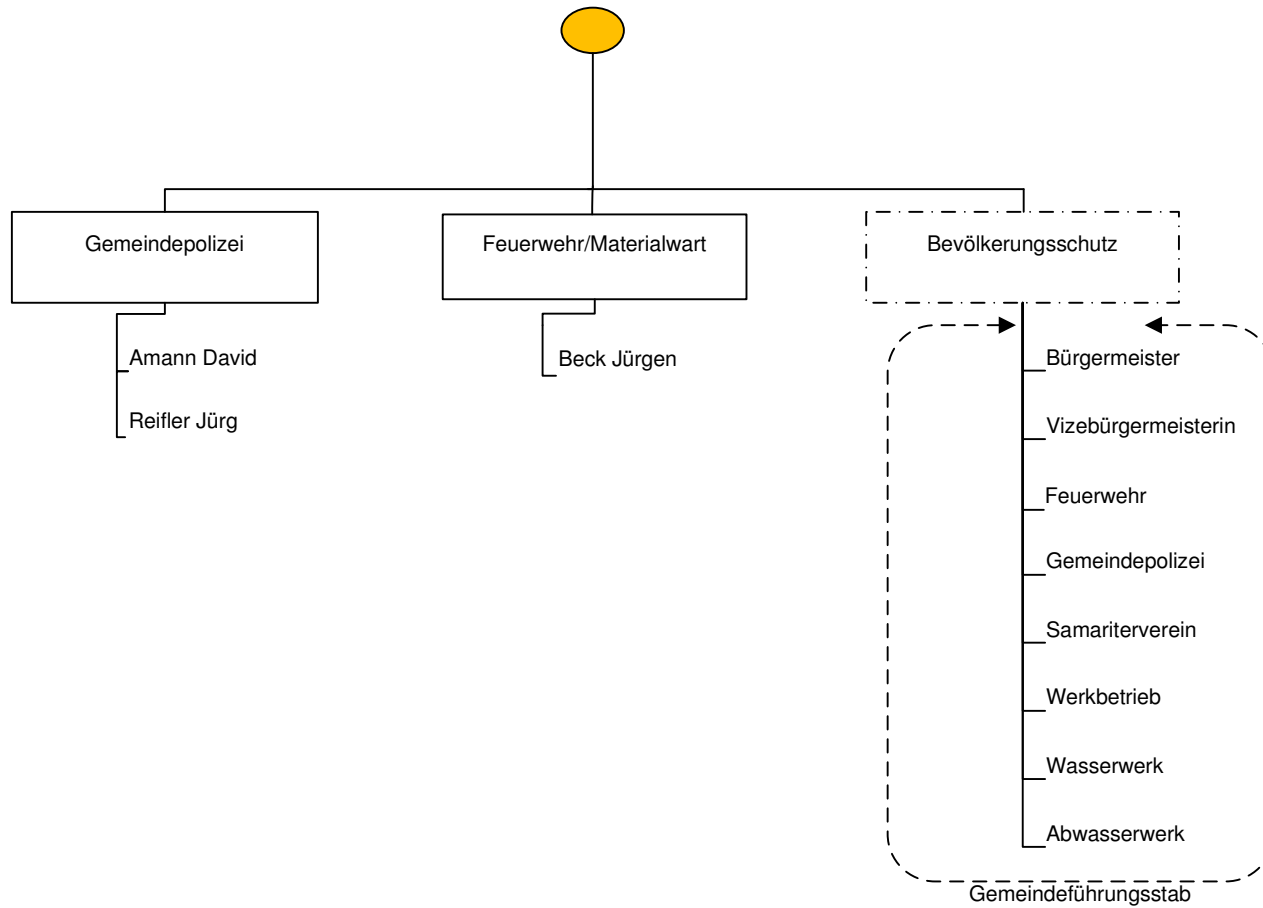 Gemeindepolizei
Feuerwehr/Materialwart
Bevölkerungsschutz
Amann David
Reifler Jürg
Beck Jürgen
Bürgermeister
Vizebürgermeisterin
Feuerwehr
Gemeindepolizei
Samariterverein
Werkbetrieb
Wasserwerk
Abwasserwerk
Gemeindeführungsstab